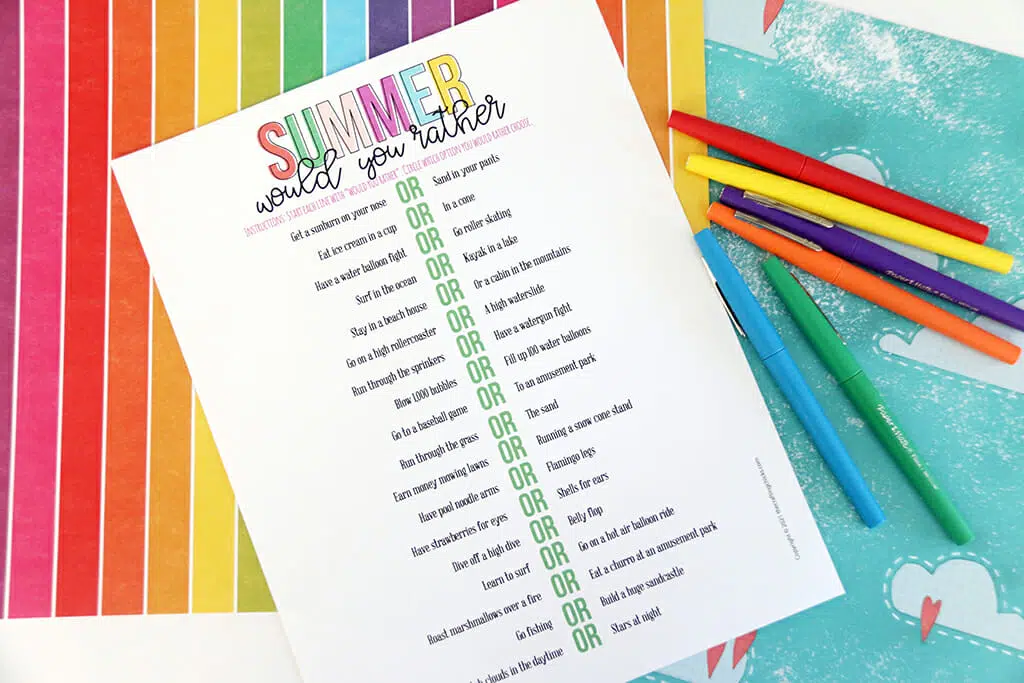 SUMMER
would you rather
INSTRUCTIONS: START EACH LINE WITH "WOULD YOU RATHER". CIRCLE WHICH OPTION YOU WOULD RATHER CHOOSE.
Get a sunburn on your nose OR Sand in your pants
Eat ice cream in a cup OR In a cone
Have a water balloon fight OR Go roller skating
Surf in the ocean OR Kayak in a lake
Stay in a beach house OR Or a cabin in the mountains
Go on a high rollercoaster OR A high waterslide
Run through the sprinkers OR Have a watergun fight
Blow 1,000 bubbles OR Fill up 100 water balloons
Go to a baseball game OR To an amusement park
Run through the grass OR The sand
Earn money mowing lawns OR Running a snow cone stand
Have pool noodle arms OR Flamingo legs
Have strawberries for eyes OR Shells for ears
Dive off a high dive OR Belly flop
Learn to surf OR Go on a hot air balloon ride
Roast marshmallows over a fire OR Eat a churro at an amusement park
Go fishing OR Build a huge sandcastle
clouds in the daytime OR Stars at night
Copyright © 2021 thecraftingchicks.com
Paper Mate
Paper Mate